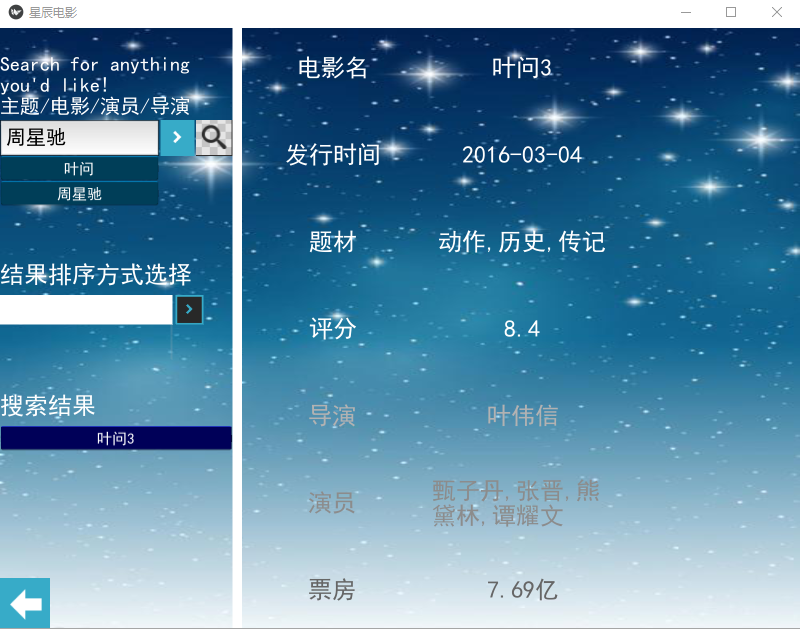 星辰电影
Search for anything
you'd like!
主题/电影/演员/导演
周星驰
叶问
周星驰
结果排序方式选择
搜索结果
叶问3
电影名 叶问3
发行时间 2016-03-04
题材 动作,历史,传记
评分 8.4
导演 叶伟信
演员 甄子丹,张晋,熊
黛林,谭耀文
票房 7.69亿